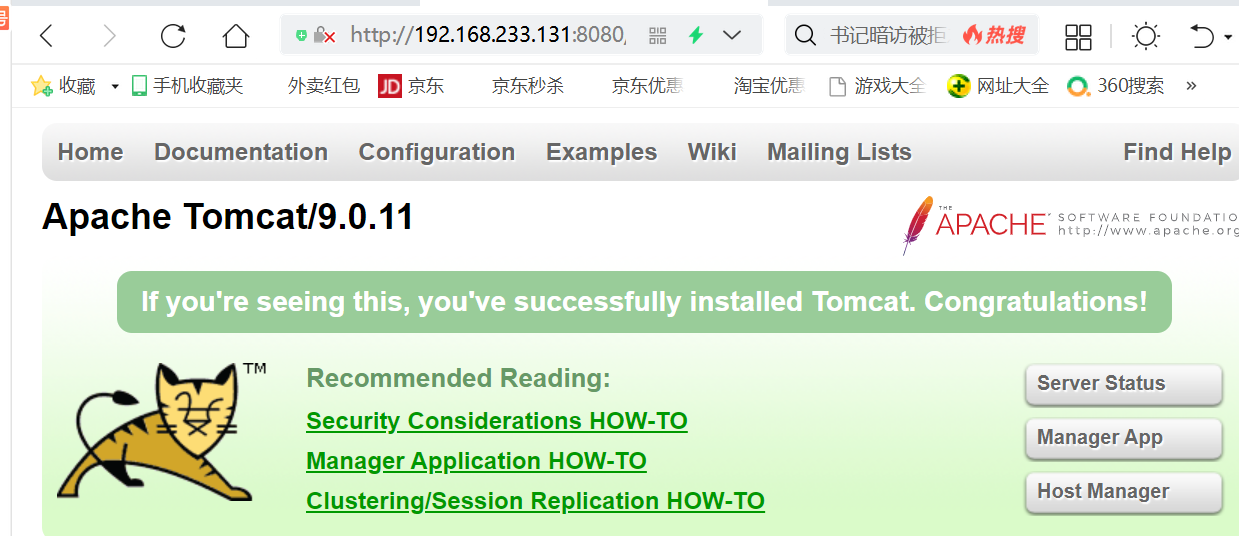 http://192.168.233.131:8080/ 书记暗访被拒 热搜
收藏 手机收藏夹 外卖红包 JD 京东 京东秒杀 京东优惠 淘宝优惠 游戏大全 网址大全 360搜索 »
Home Documentation Configuration Examples Wiki Mailing Lists Find Help
Apache Tomcat/9.0.11
THE APACHE SOFTWARE FOUNDATIO
http://www.apache.org
If you're seeing this, you've successfully installed Tomcat. Congratulations!
TM
Recommended Reading:
Security Considerations HOW-TO
Manager Application HOW-TO
Clustering/Session Replication HOW-TO
Server Status
Manager App
Host Manager